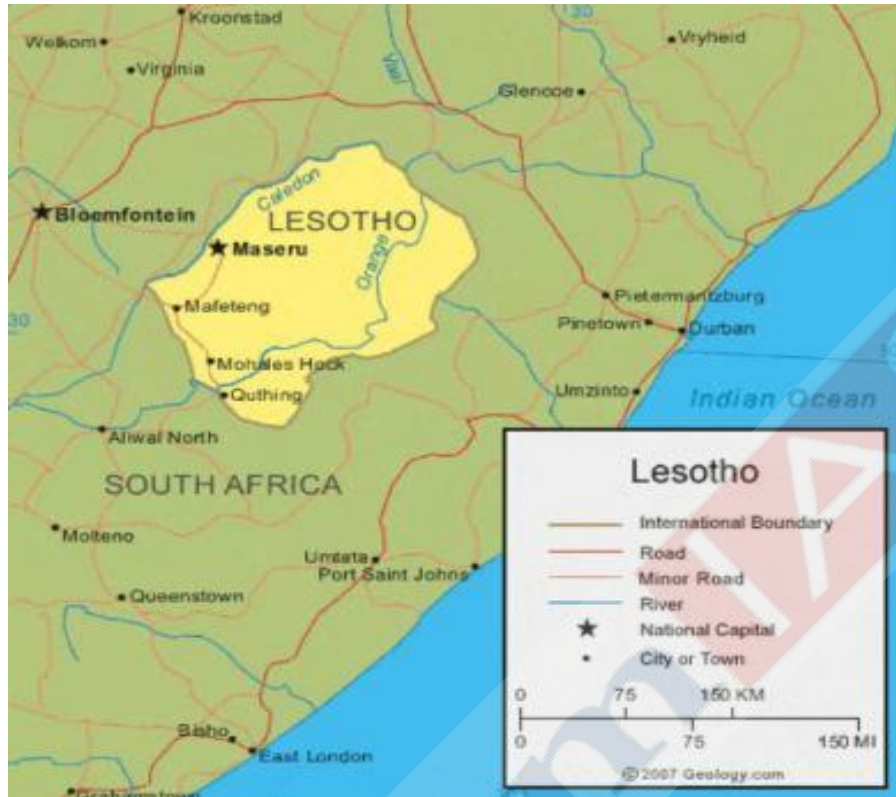 Kroonstad
Welkom
Virginia
Vaal
30
Vryheid
Glencoe
Caledon
LESOTHO
Bloemfontein
Maseru
Orange
Mafeteng
30
Pietermaritzburg
Pinetown
Durban
Mohales Hoek
Quthing
Umzinto
Indian Ocean
Aliwal North
SOUTH AFRICA
Molteno
Umtata
Port Saint Johns
Queenstown
Bisho
East London
Grahamstown
Lesotho
International Boundary
Road
Minor Road
River
National Capital
City or Town
0 75 150 KM
0 75 150 MI
©2007 Geology.com